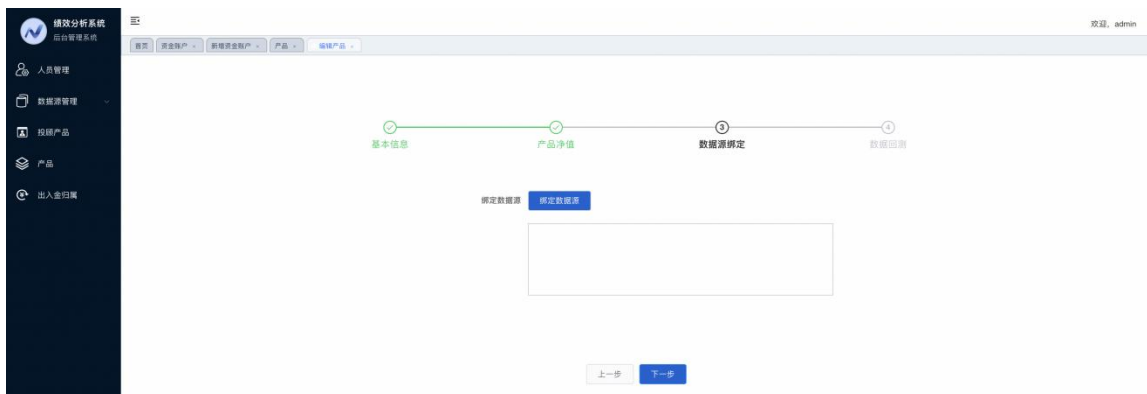 绩效分析系统
后台管理系统
欢迎，admin
首页 资金账户 × 新增资金账户 × 产品 × 编辑产品 ×
人员管理
数据源管理
投顾产品
产品
出入金归属
基本信息
产品净值
3
数据源绑定
4
数据回测
绑定数据源 绑定数据源
上一步 下一步